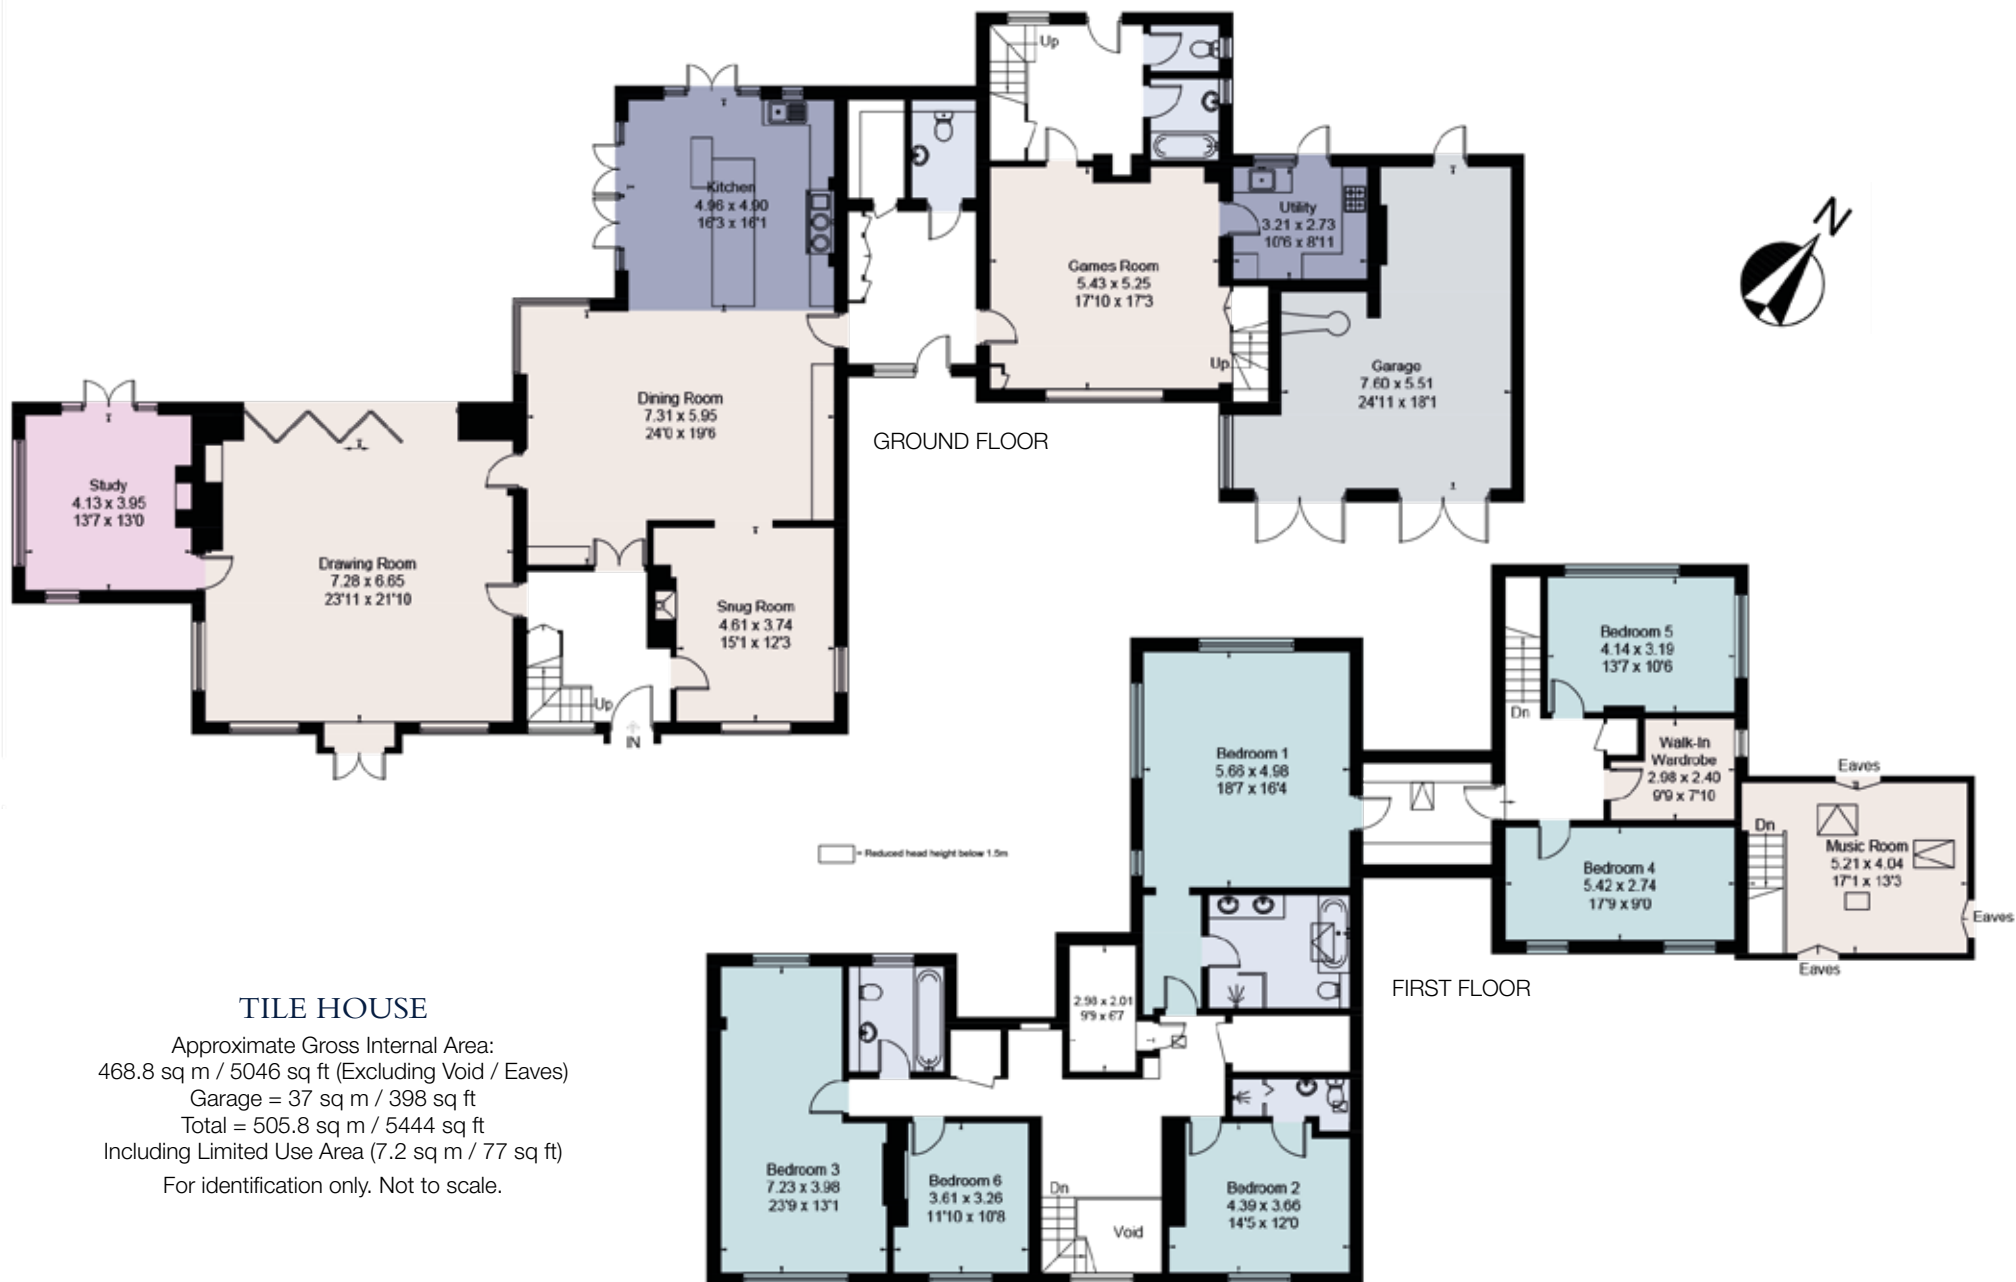 Up
Kitchen
4.96 x 4.90
16'3 x 16'1
Utility
3.21 x 2.73
10'6 x 8'11
N
Games Room
5.43 x 5.25
17'10 x 17'3
Up
Garage
7.60 x 5.51
24'11 x 18'1
Dining Room
7.31 x 5.95
24'0 x 19'6
GROUND FLOOR
Study
4.13 x 3.95
13'7 x 13'0
Drawing Room
7.28 x 6.65
23'11 x 21'10
Snug Room
4.61 x 3.74
15'1 x 12'3
Up
IN
Bedroom 5
4.14 x 3.19
13'7 x 10'6
Dn
Walk-In
Wardrobe
2.98 x 2.40
9'9 x 7'10
Bedroom 1
5.66 x 4.98
18'7 x 16'4
Eaves
Dn
Music Room
5.21 x 4.04
17'1 x 13'3
Eaves
Eaves
Bedroom 4
5.42 x 2.74
17'9 x 9'0
= Reduced head height below 1.5m
FIRST FLOOR
2.98 x 2.01
9'9 x 6'7
Bedroom 3
7.23 x 3.98
23'9 x 13'1
Bedroom 6
3.61 x 3.26
11'10 x 10'8
Dn
Void
Bedroom 2
4.39 x 3.66
14'5 x 12'0
TILE HOUSE
Approximate Gross Internal Area:
468.8 sq m / 5046 sq ft (Excluding Void / Eaves)
Garage = 37 sq m / 398 sq ft
Total = 505.8 sq m / 5444 sq ft
Including Limited Use Area (7.2 sq m / 77 sq ft)
For identification only. Not to scale.